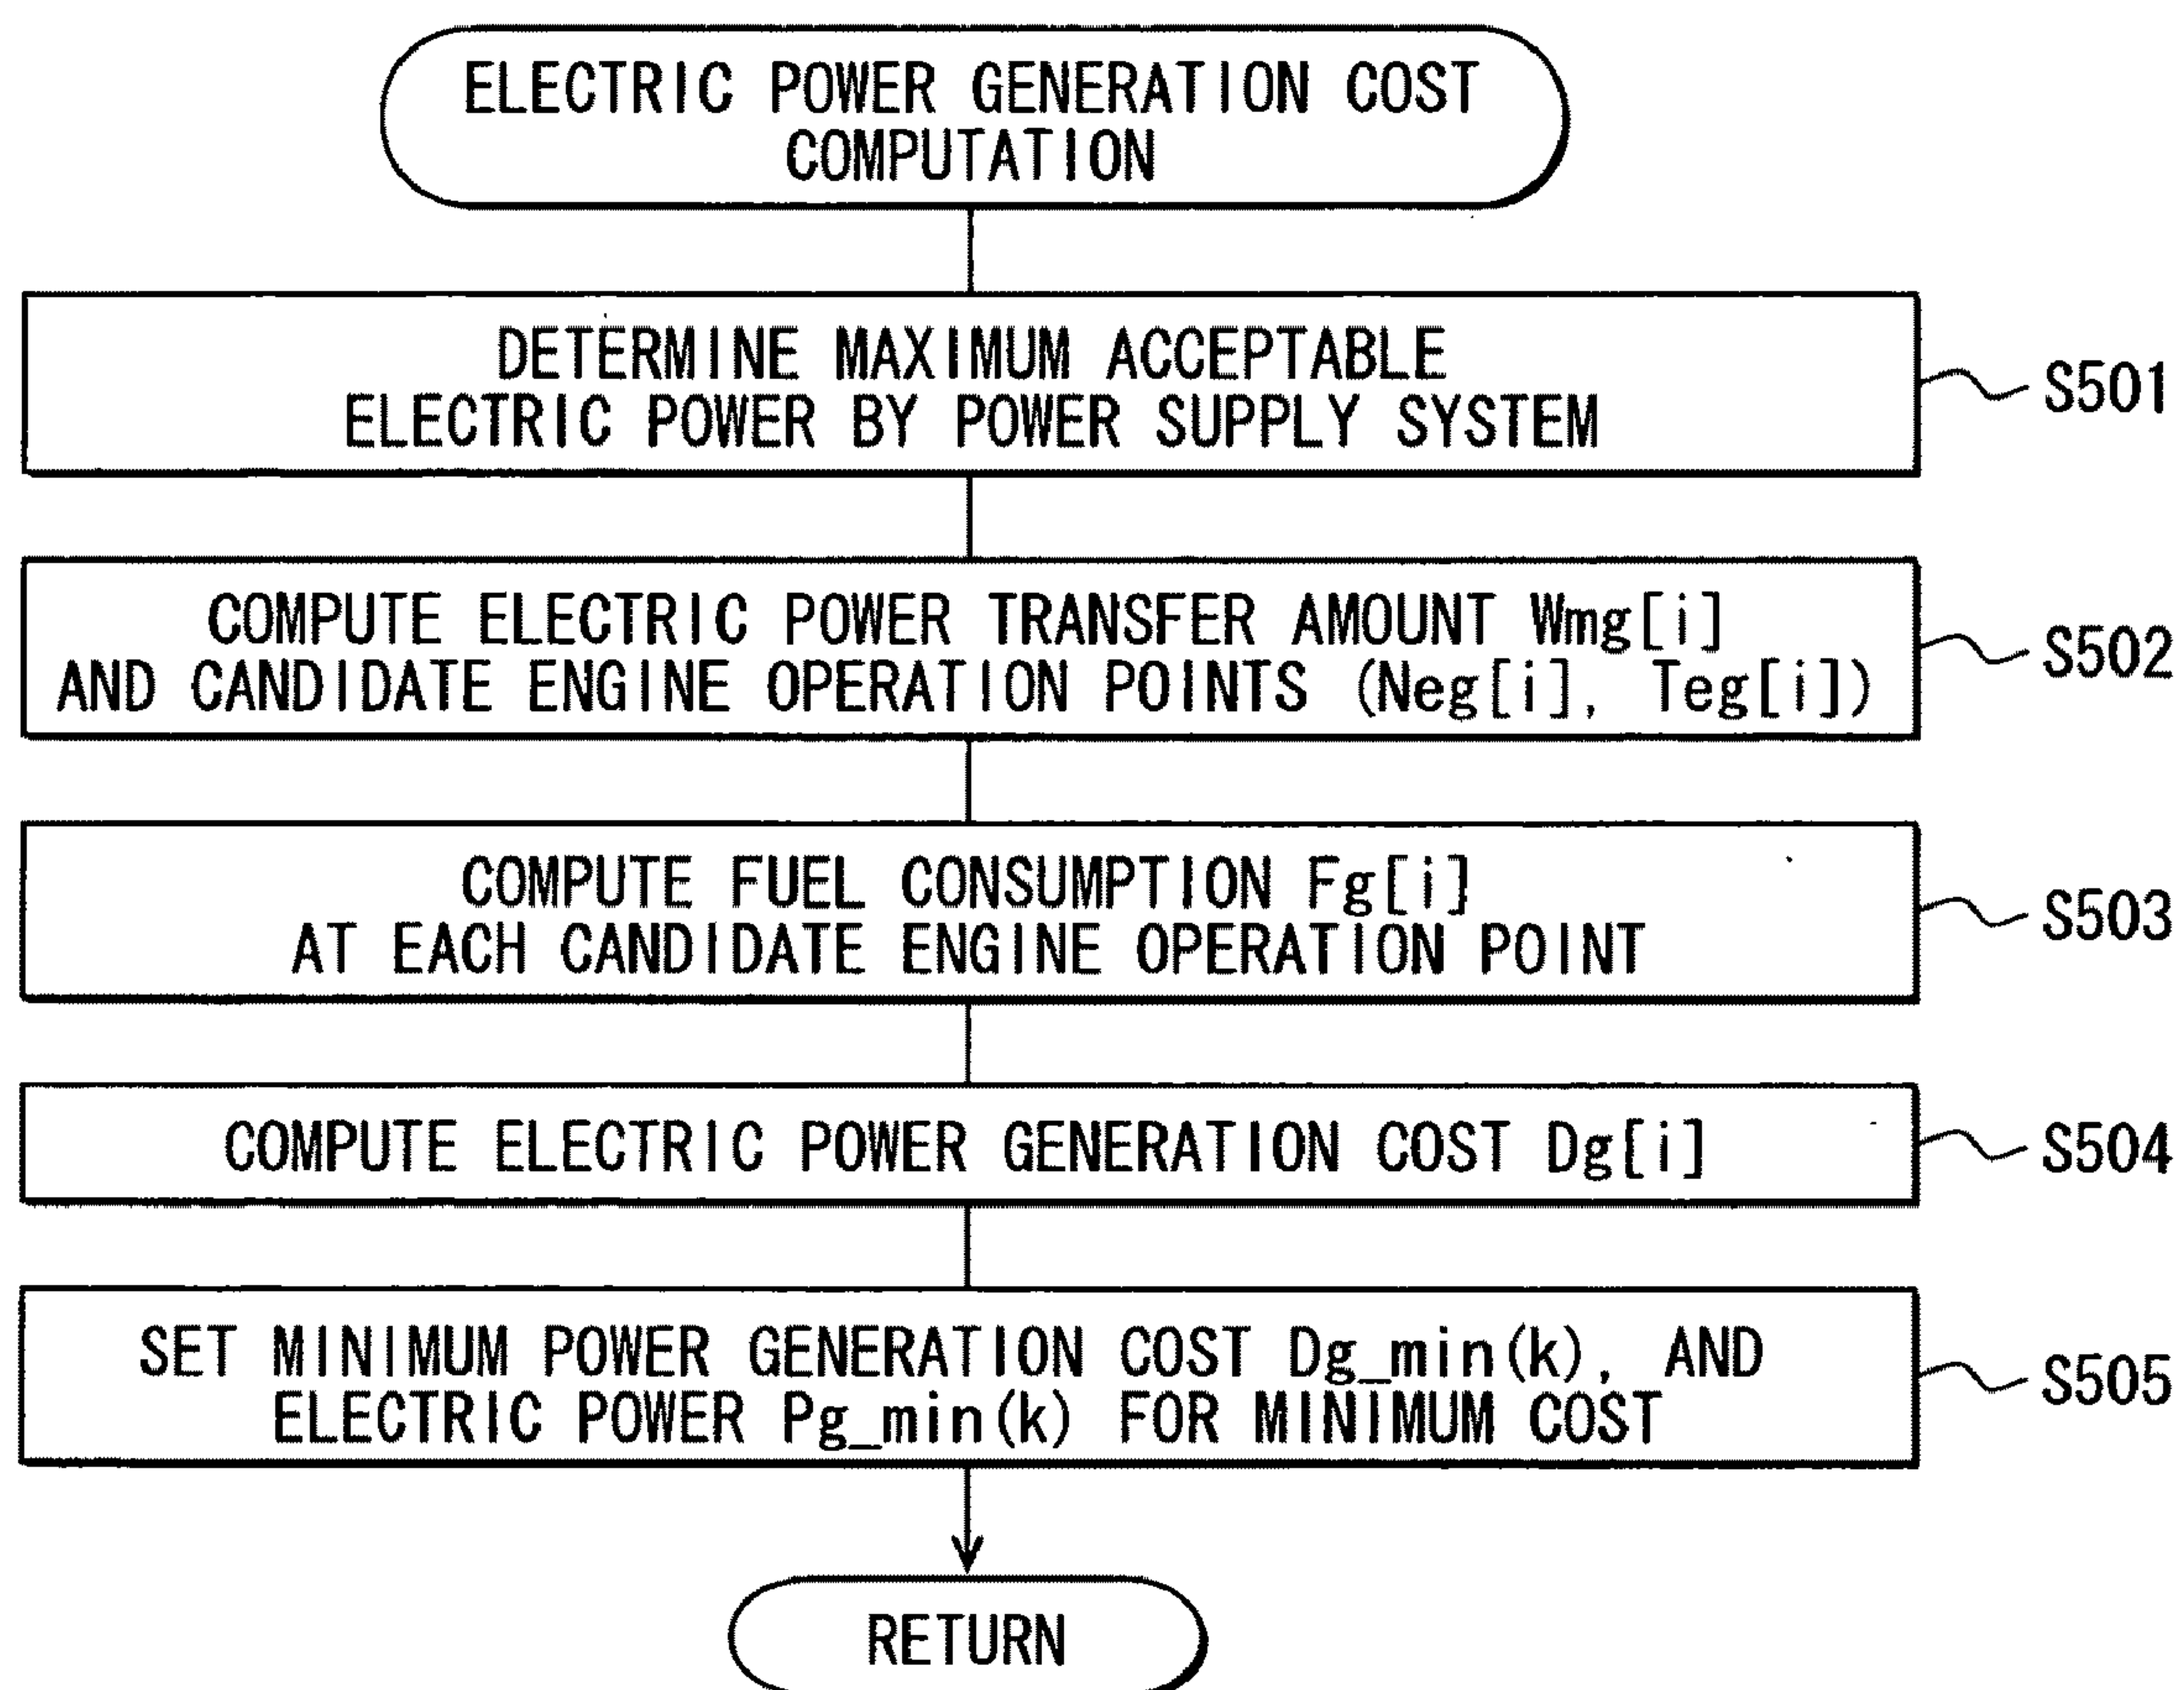 ELECTRIC POWER GENERATION COST
COMPUTATION
DETERMINE MAXIMUM ACCEPTABLE
ELECTRIC POWER BY POWER SUPPLY SYSTEM
S501
COMPUTE ELECTRIC POWER TRANSFER AMOUNT Wmg[i]
AND CANDIDATE ENGINE OPERATION POINTS (Neg[i], Teg[i])
S502
COMPUTE FUEL CONSUMPTION Fg[i]
AT EACH CANDIDATE ENGINE OPERATION POINT
S503
COMPUTE ELECTRIC POWER GENERATION COST Dg[i]
S504
SET MINIMUM POWER GENERATION COST Dg_min(k), AND
ELECTRIC POWER Pg_min(k) FOR MINIMUM COST
S505
RETURN